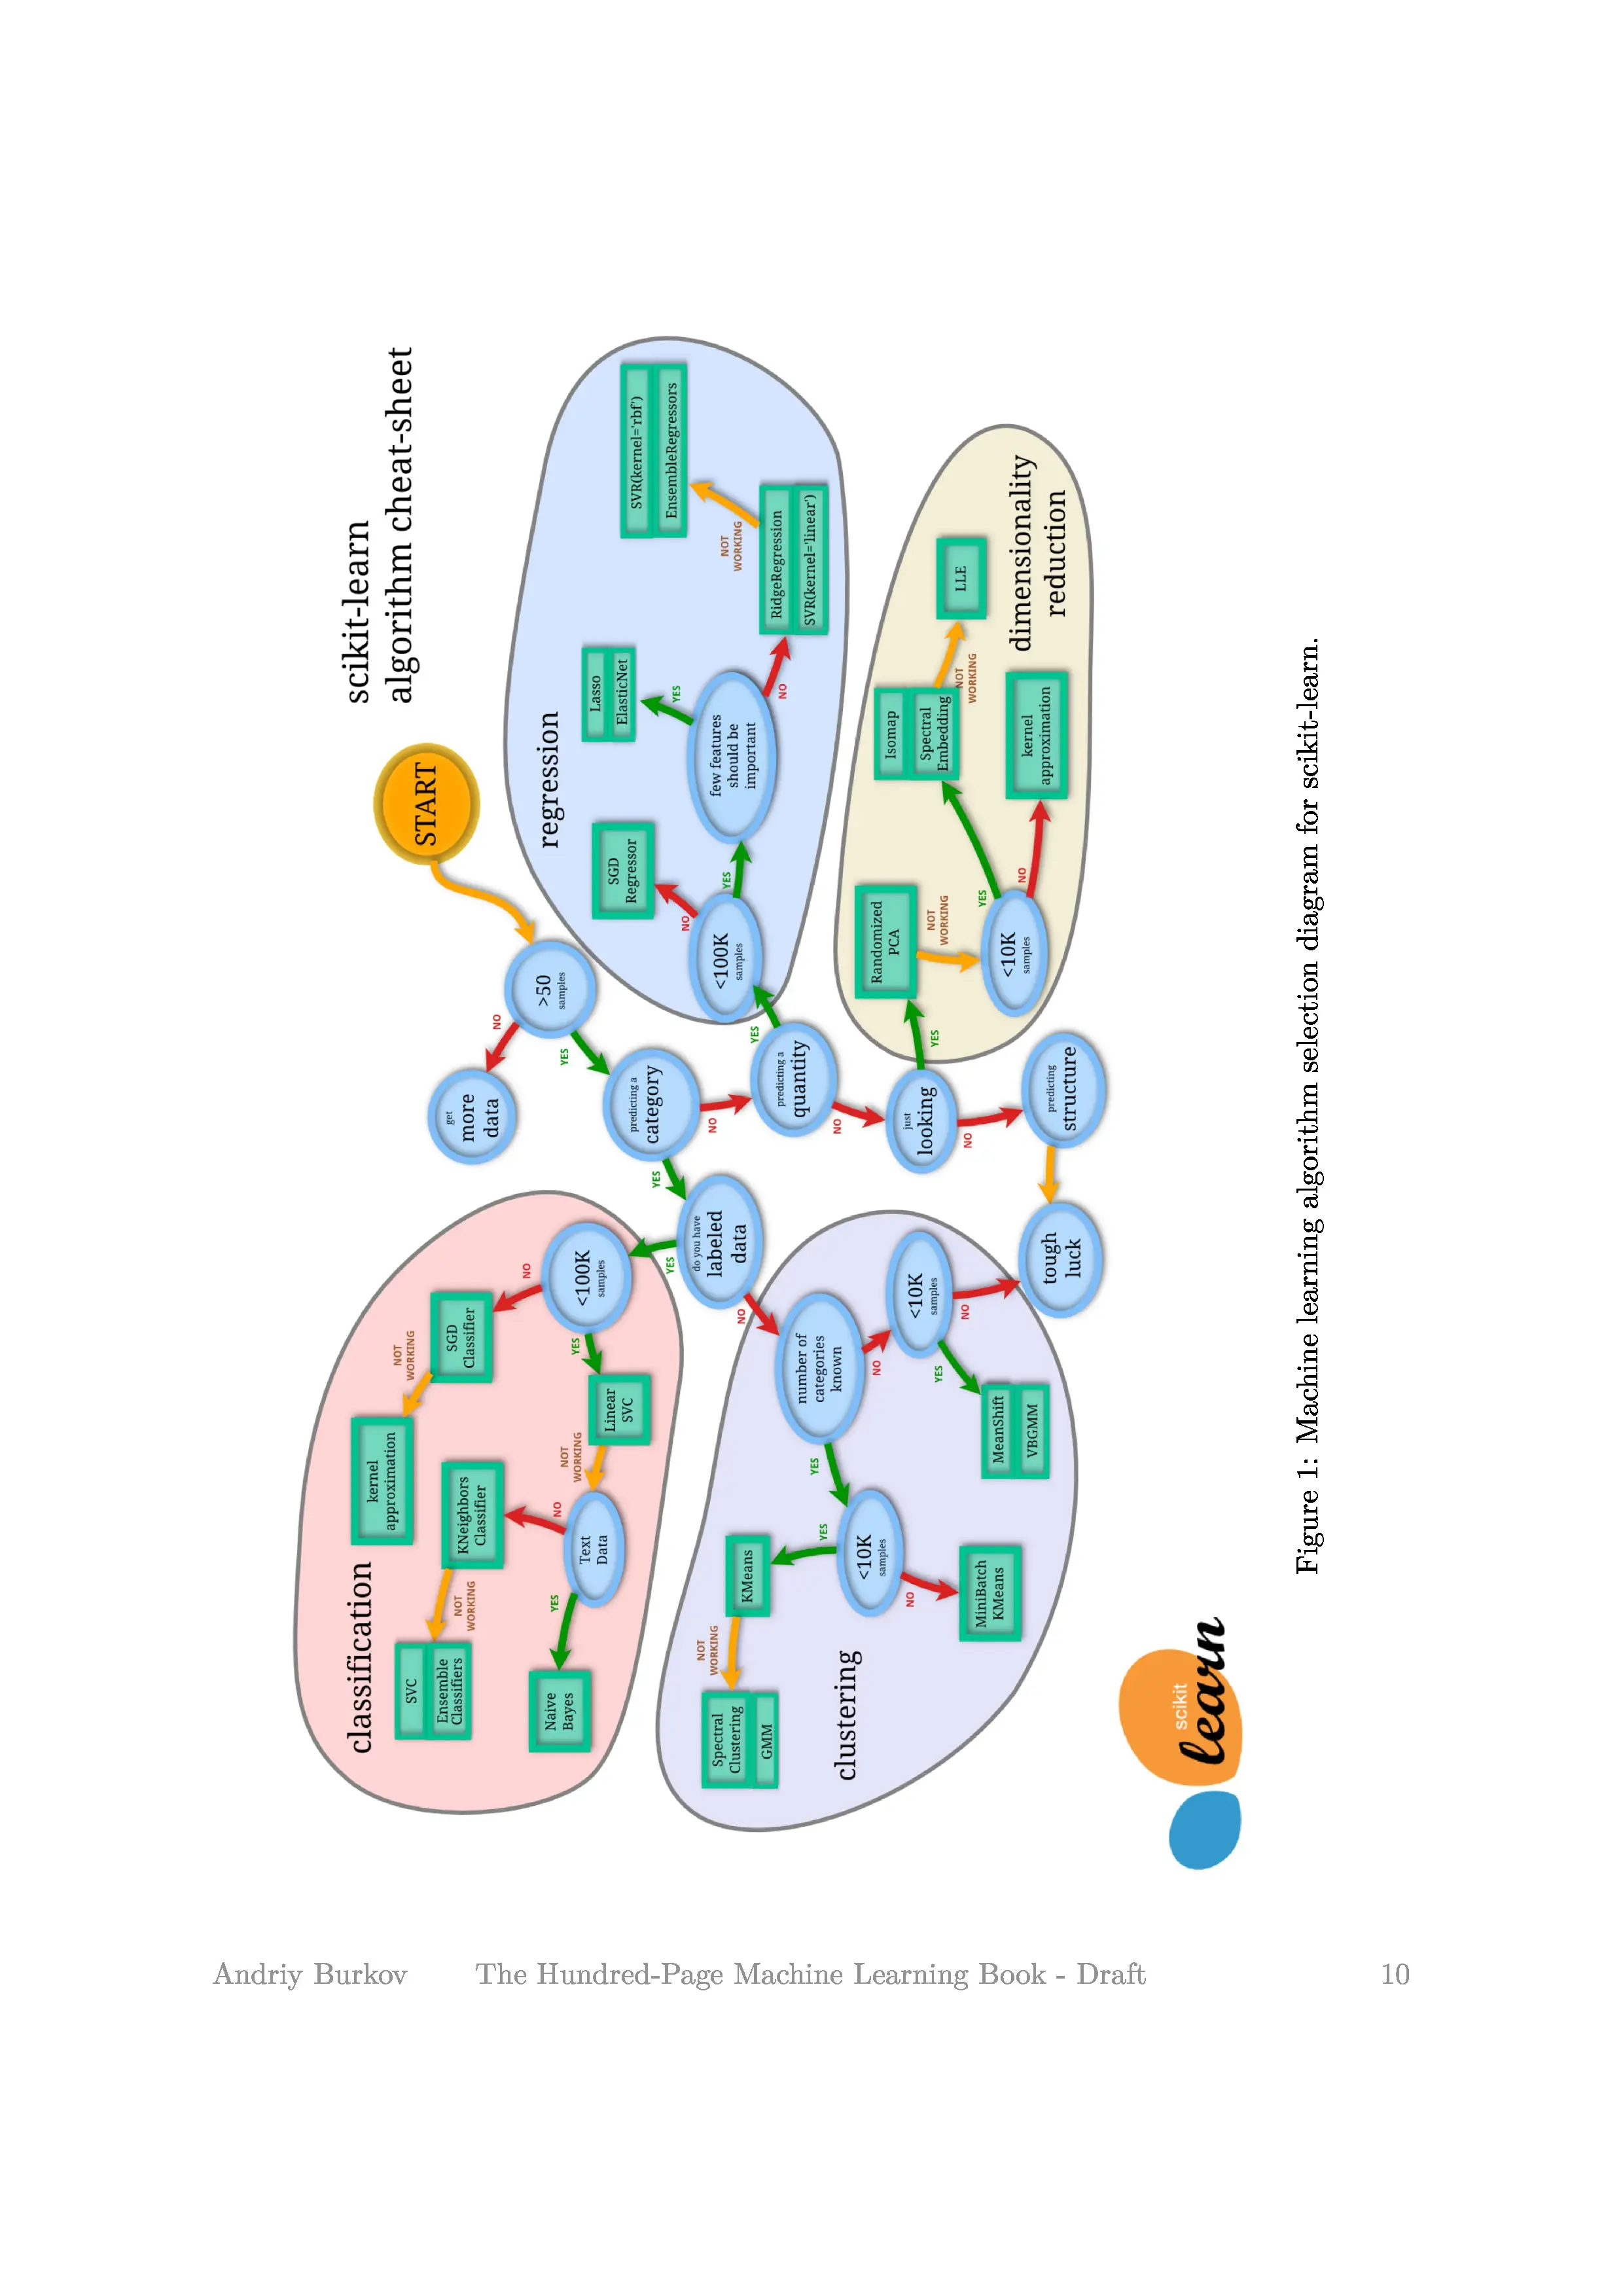 scikit-learn
algorithm cheat-sheet
classification
kernel
approximation
NOT
WORKING
SGD
Classifier
NO
KNeighbors
Classifier
NOT
WORKING
SVC
Ensemble
Classifiers
NO
Text
Data
YES
Naive
Bayes
NOT
WORKING
Linear
SVC
YES
<100K
samples
YES
get
more
data
NO
START
>50
samples
YES
predicting a
category
YES
do you have
labeled
data
NO
NO
predicting a
quantity
YES
NO
just
looking
YES
NO
predicting
structure
tough
luck
regression
SGD
Regressor
NO
<100K
samples
YES
few features
should be
important
YES
Lasso
ElasticNet
NO
RidgeRegression
SVR(kernel='linear')
NOT
WORKING
SVR(kernel='rbf')
EnsembleRegressors
clustering
Spectral
Clustering
GMM
NOT
WORKING
KMeans
YES
<10K
samples
NO
MiniBatch
KMeans
YES
number of
categories
known
NO
<10K
samples
YES
MeanShift
VBGMM
NO
dimensionality
reduction
Randomized
PCA
NOT
WORKING
<10K
samples
YES
Isomap
Spectral
Embedding
NOT
WORKING
LLE
NO
kernel
approximation
scikit
learn
Figure 1: Machine learning algorithm selection diagram for scikit-learn.
Andriy Burkov The Hundred-Page Machine Learning Book - Draft 10